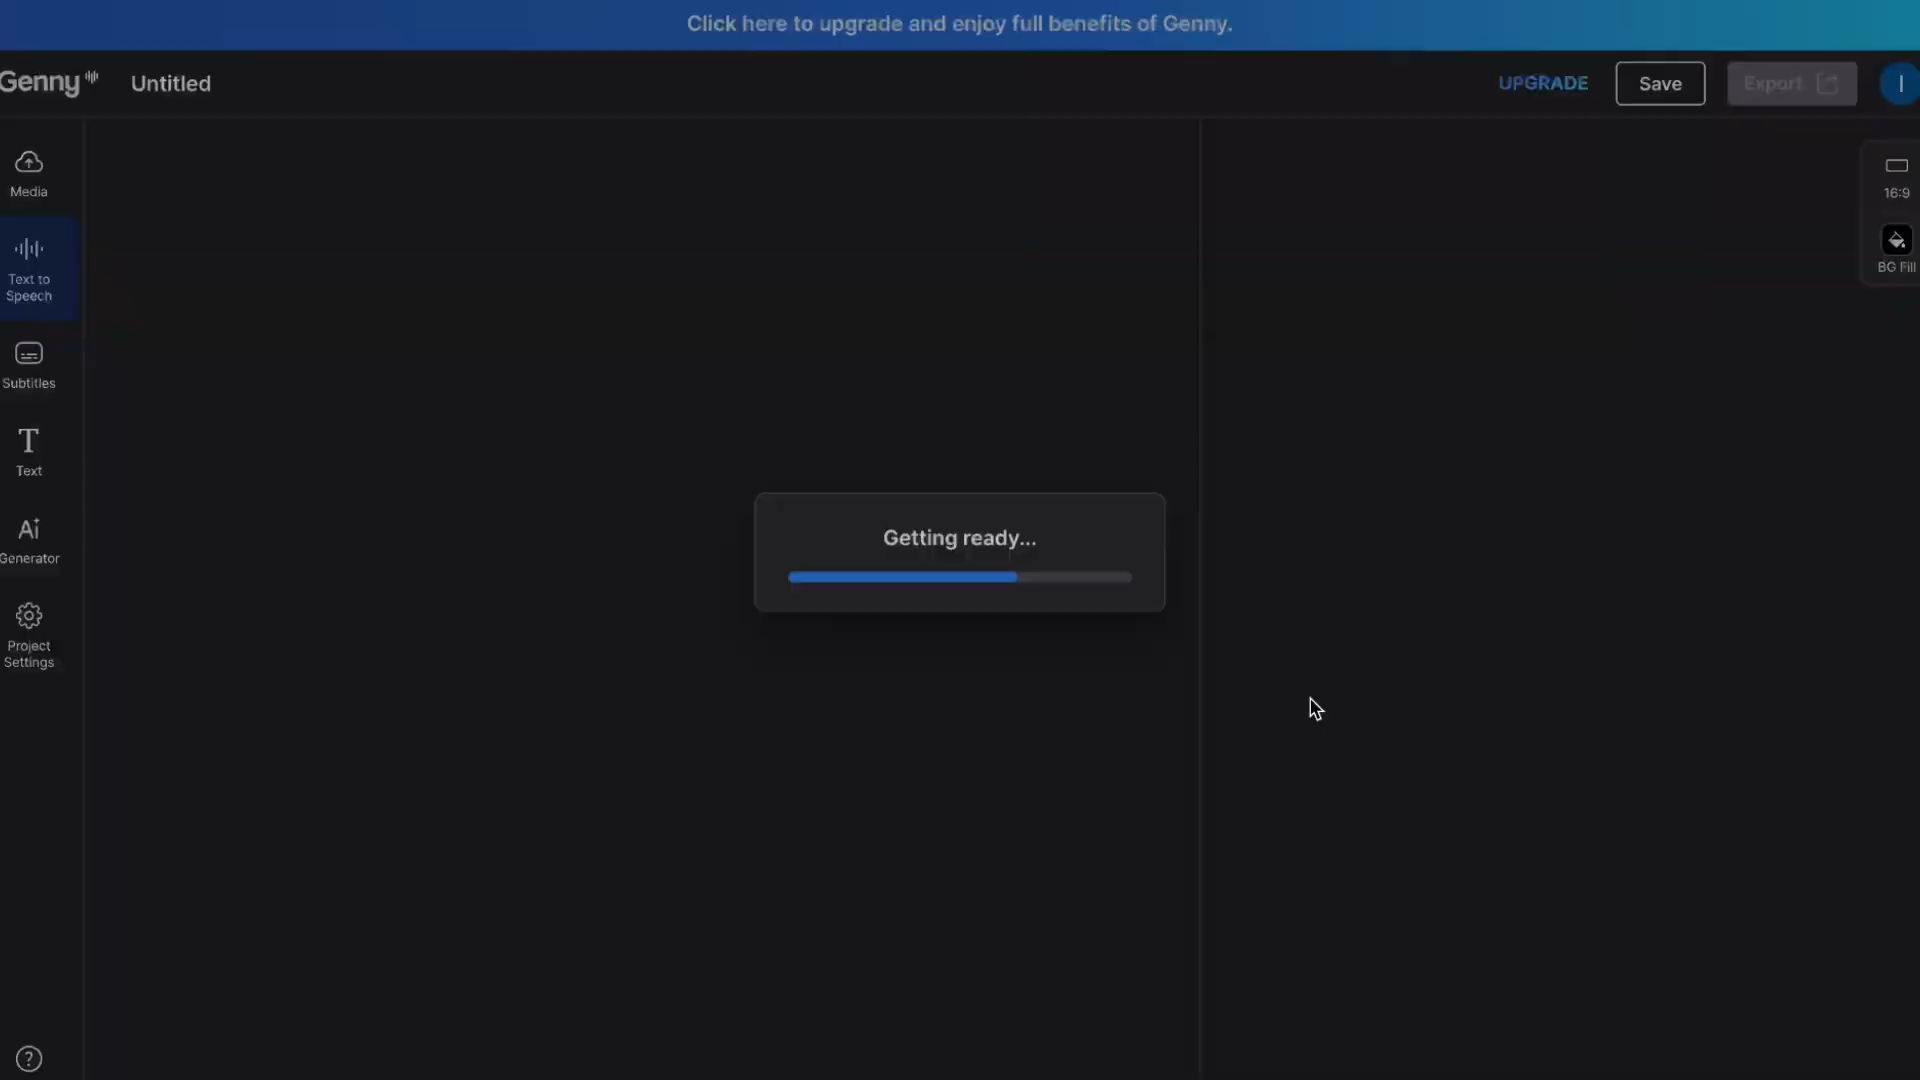 Click here to upgrade and enjoy full benefits of Genny.
Genny
Untitled
UPGRADE
Save
Export
I
Media
16:9
Text to
Speech
BG Fill
Subtitles
T
Text
Getting ready...
Ai
Generator
Project
Settings
?